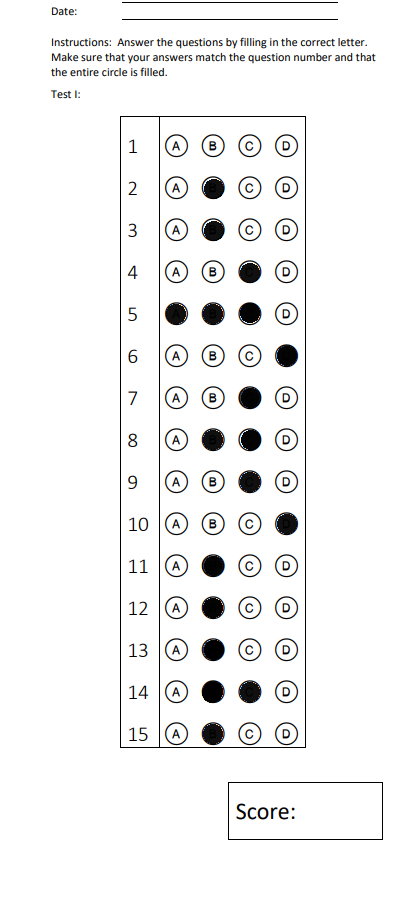 Date:
Instructions: Answer the questions by filling in the correct letter.
Make sure that your answers match the question number and that
the entire circle is filled.
Test I:
1 A B C D
2 A C D
3 A C D
4 A B D
5 D
6 A B C
7 A B D
8 A D
9 A B D
10 A B C
11 A C D
12 A C D
13 A C D
14 A D
15 A C D
Score: